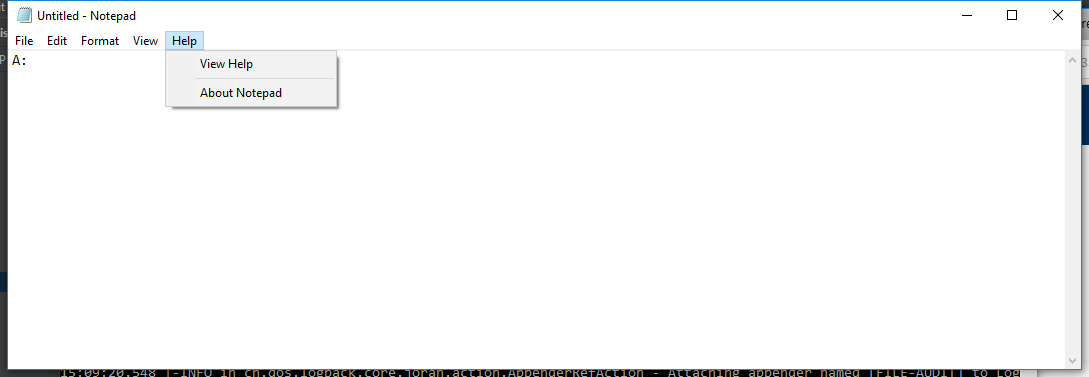 Untitled - Notepad
File Edit Format View Help
A:
View Help
About Notepad
15:09:20.548 |-INFO in ch.qos.logback.core.joran.action.AppenderRefAction - Attaching appender named [FILE-AUDIT] to Log